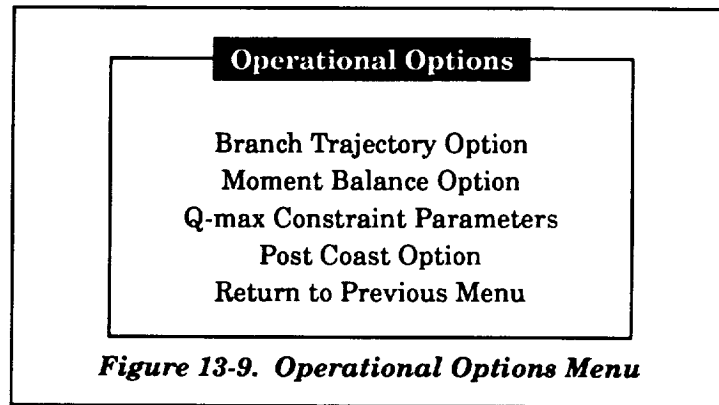 Operational Options
Branch Trajectory Option
Moment Balance Option
Q-max Constraint Parameters
Post Coast Option
Return to Previous Menu
Figure 13-9. Operational Options Menu